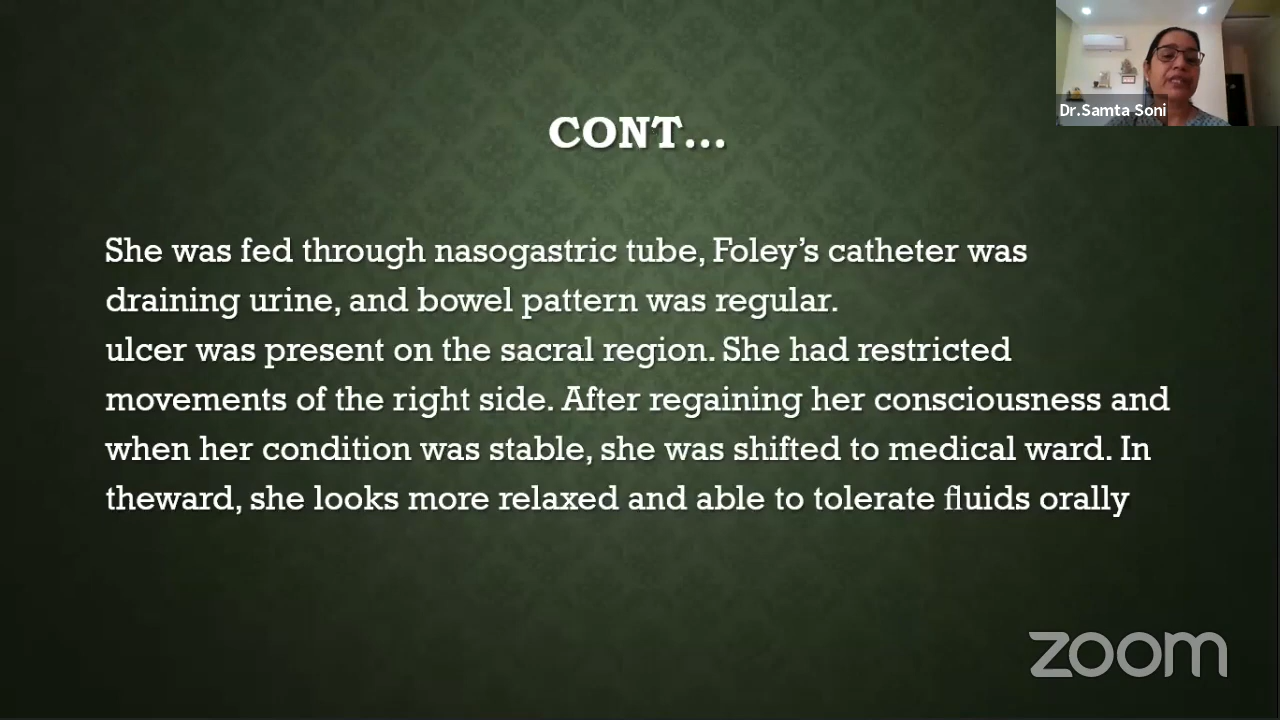 Dr.Samta Soni
CONT...
She was fed through nasogastric tube, Foley's catheter was
draining urine, and bowel pattern was regular.
ulcer was present on the sacral region. She had restricted
movements of the right side. After regaining her consciousness and
when her condition was stable, she was shifted to medical ward. In
theward, she looks more relaxed and able to tolerate fluids orally
zoom